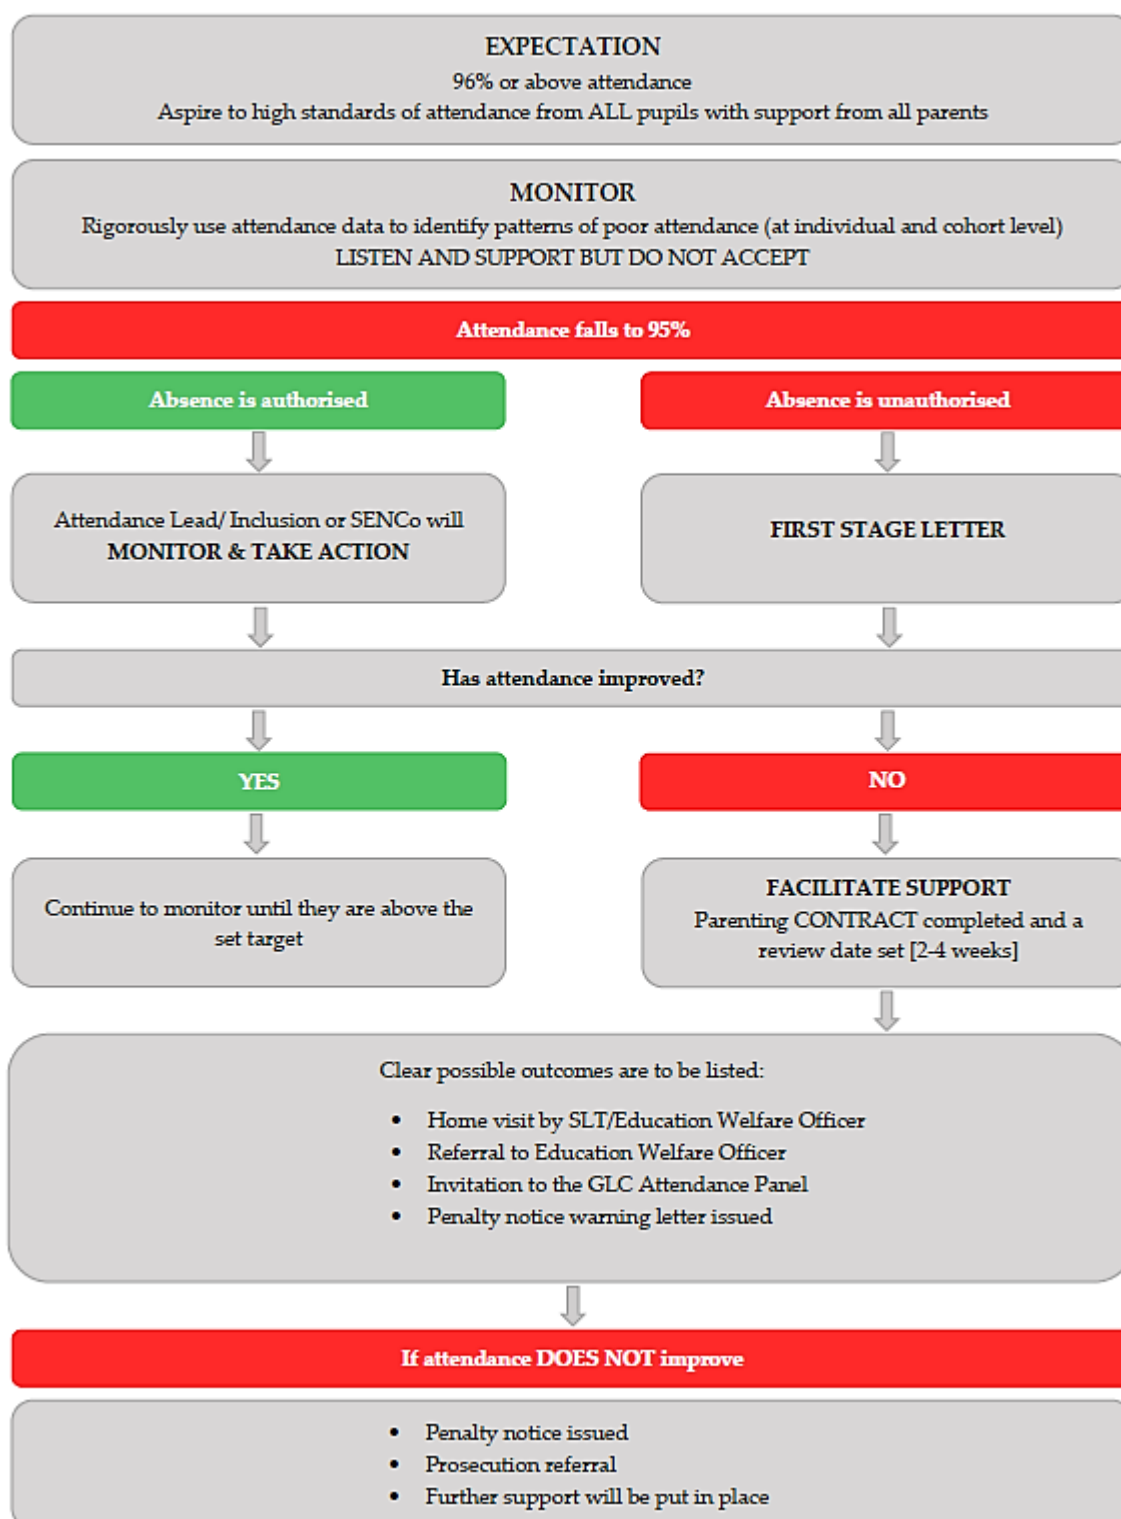 EXPECTATION
96% or above attendance
Aspire to high standards of attendance from ALL pupils with support from all parents
MONITOR
Rigorously use attendance data to identify patterns of poor attendance (at individual and cohort level)
LISTEN AND SUPPORT BUT DO NOT ACCEPT
Attendance falls to 95%
Absence is authorised
Absence is unauthorised
Attendance Lead/ Inclusion or SENCo will
MONITOR & TAKE ACTION
FIRST STAGE LETTER
Has attendance improved?
YES
NO
Continue to monitor until they are above the
set target
FACILITATE SUPPORT
Parenting CONTRACT completed and a
review date set [2-4 weeks]
Clear possible outcomes are to be listed:
• Home visit by SLT/Education Welfare Officer
• Referral to Education Welfare Officer
• Invitation to the GLC Attendance Panel
• Penalty notice warning letter issued
If attendance DOES NOT improve
• Penalty notice issued
• Prosecution referral
• Further support will be put in place